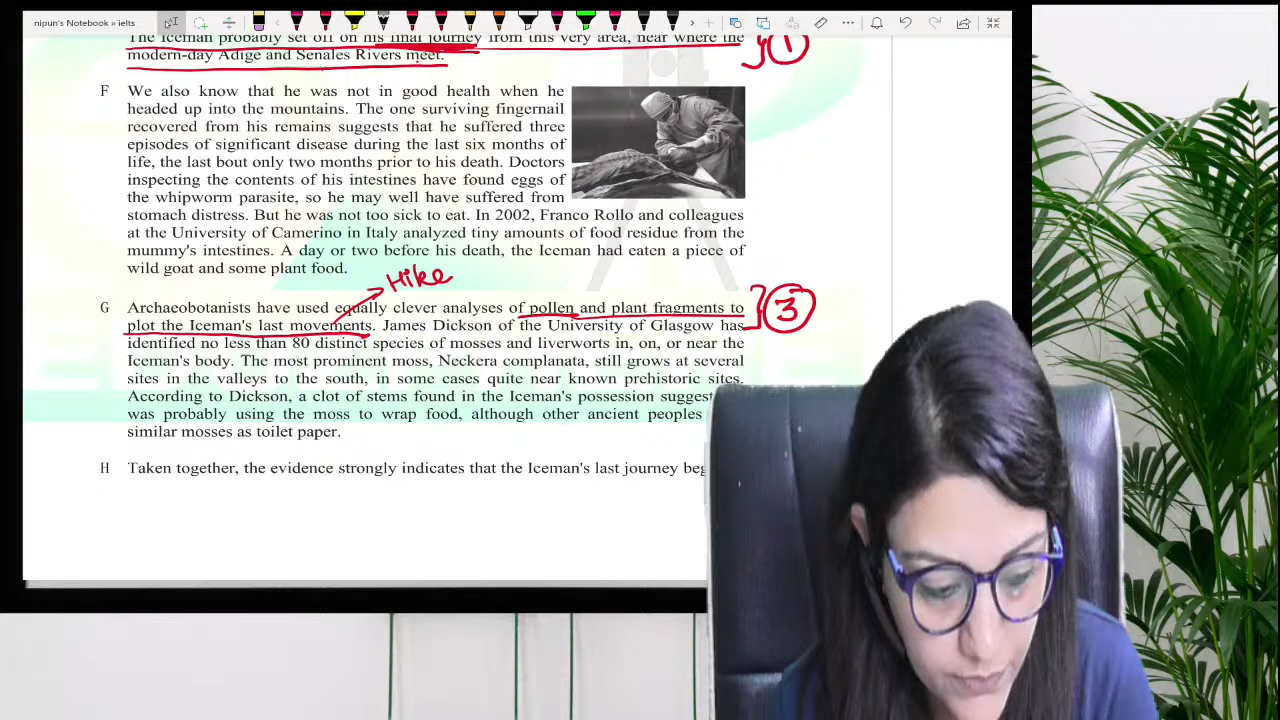 nipun's Notebook » ielts
The Iceman probably set off on his final journey from this very area, near where the
modern-day Adige and Senales Rivers meet.
1
F We also know that he was not in good health when he
headed up into the mountains. The one surviving fingernail
recovered from his remains suggests that he suffered three
episodes of significant disease during the last six months of
life, the last bout only two months prior to his death. Doctors
inspecting the contents of his intestines have found eggs of
the whipworm parasite, so he may well have suffered from
stomach distress. But he was not too sick to eat. In 2002, Franco Rollo and colleagues
at the University of Camerino in Italy analyzed tiny amounts of food residue from the
mummy's intestines. A day or two before his death, the Iceman had eaten a piece of
wild goat and some plant food.
Hike
G Archaeobotanists have used equally clever analyses of pollen and plant fragments to
3
plot the Iceman's last movements. James Dickson of the University of Glasgow has
identified no less than 80 distinct species of mosses and liverworts in, on, or near the
Iceman's body. The most prominent moss, Neckera complanata, still grows at several
sites in the valleys to the south, in some cases quite near known prehistoric sites.
According to Dickson, a clot of stems found in the Iceman's possession suggest
was probably using the moss to wrap food, although other ancient peoples
similar mosses as toilet paper.
H Taken together, the evidence strongly indicates that the Iceman's last journey beg